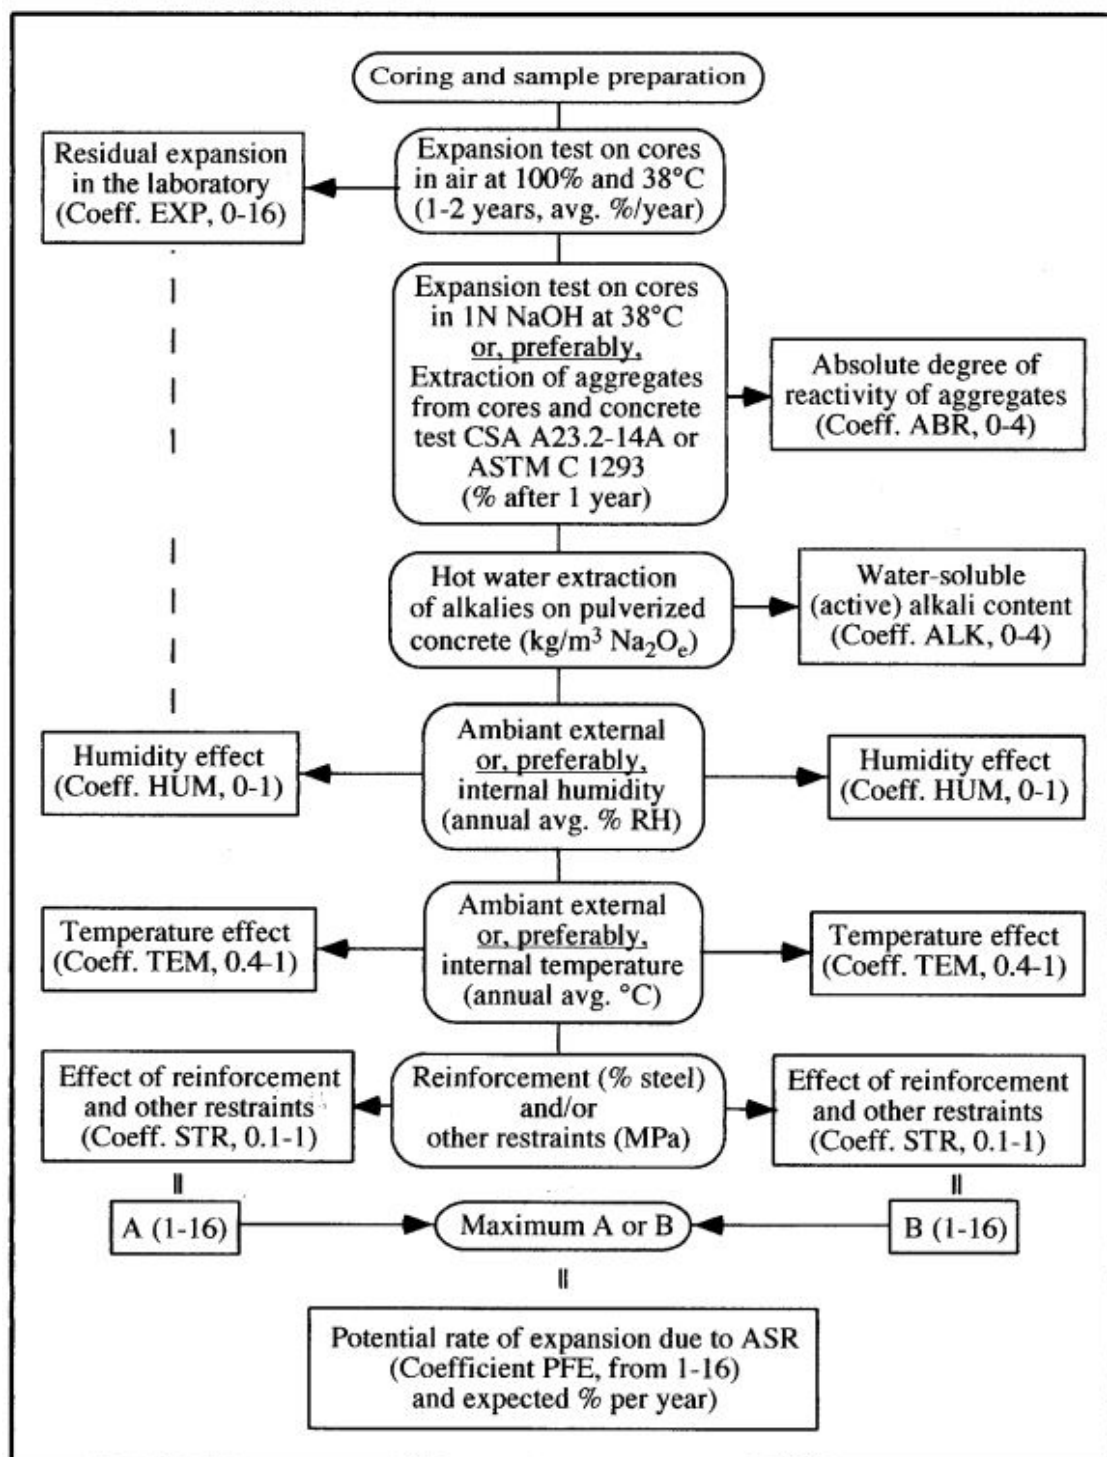 Coring and sample preparation
Residual expansion
in the laboratory
(Coeff. EXP, 0-16)
Expansion test on cores
in air at 100% and 38°C
(1-2 years, avg. %/year)
Expansion test on cores
in 1N NaOH at 38°C
or, preferably,
Extraction of aggregates
from cores and concrete
test CSA A23.2-14A or
ASTM C 1293
(% after 1 year)
Absolute degree of
reactivity of aggregates
(Coeff. ABR, 0-4)
Hot water extraction
of alkalies on pulverized
concrete (kg/m³ Na₂Oₑ)
Water-soluble
(active) alkali content
(Coeff. ALK, 0-4)
Humidity effect
(Coeff. HUM, 0-1)
Ambiant external
or, preferably,
internal humidity
(annual avg. % RH)
Humidity effect
(Coeff. HUM, 0-1)
Temperature effect
(Coeff. TEM, 0.4-1)
Ambiant external
or, preferably,
internal temperature
(annual avg. °C)
Temperature effect
(Coeff. TEM, 0.4-1)
Effect of reinforcement
and other restraints
(Coeff. STR, 0.1-1)
Reinforcement (% steel)
and/or
other restraints (MPa)
Effect of reinforcement
and other restraints
(Coeff. STR, 0.1-1)
A (1-16)
Maximum A or B
B (1-16)
Potential rate of expansion due to ASR
(Coefficient PFE, from 1-16)
and expected % per year)